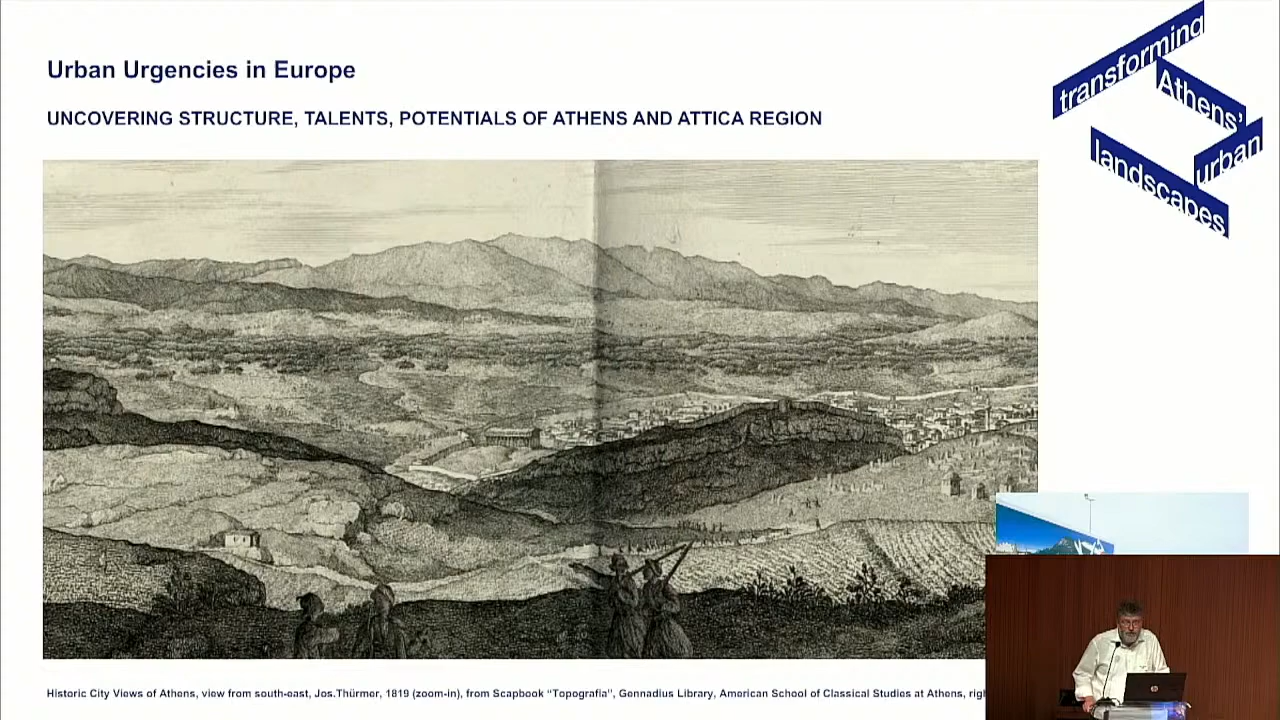 Urban Urgencies in Europe
UNCOVERING STRUCTURE, TALENTS, POTENTIALS OF ATHENS AND ATTICA REGION
transforming
Athens'
urban
landscapes
Historic City Views of Athens, view from south-east, Jos.Thürmer, 1819 (zoom-in), from Scapbook “Topografia”, Gennadius Library, American School of Classical Studies at Athens,